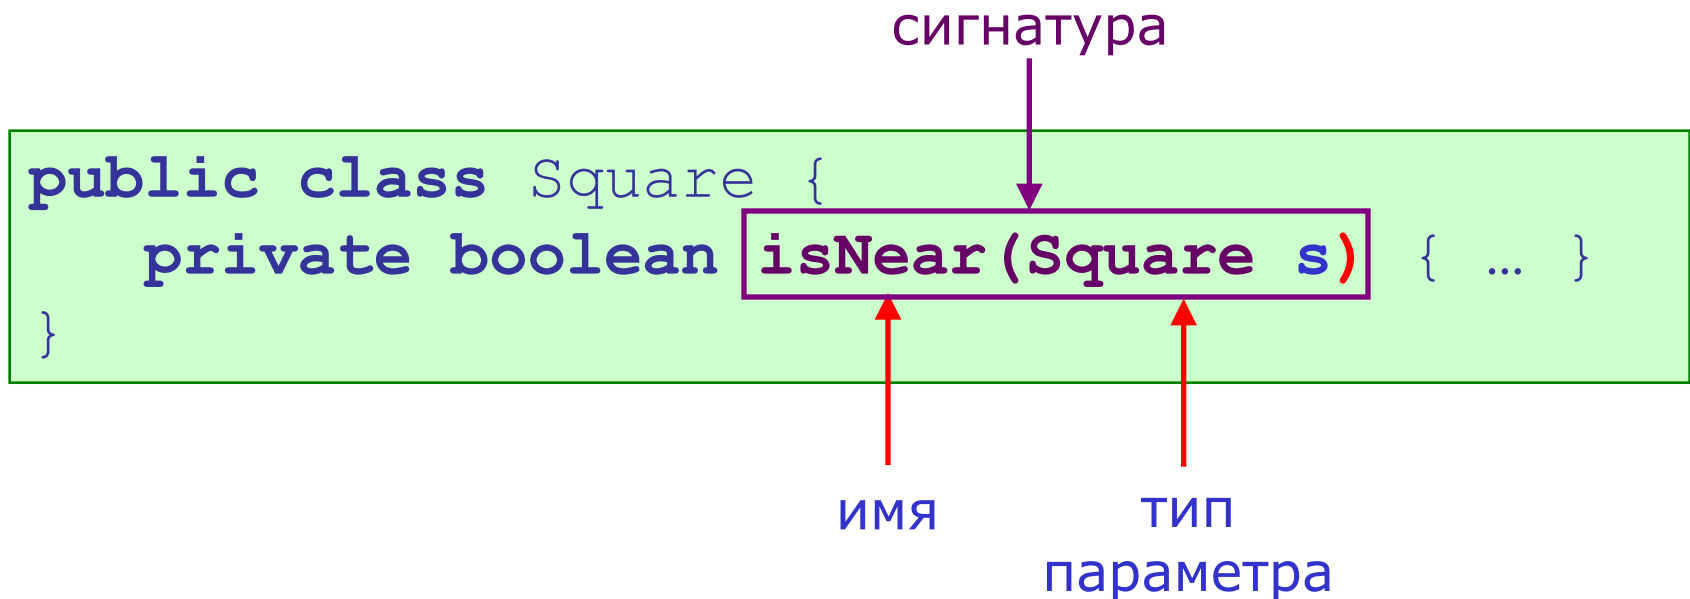 сигнатура
public class Square {
private boolean isNear(Square s) { … }
}
имя
тип
параметра